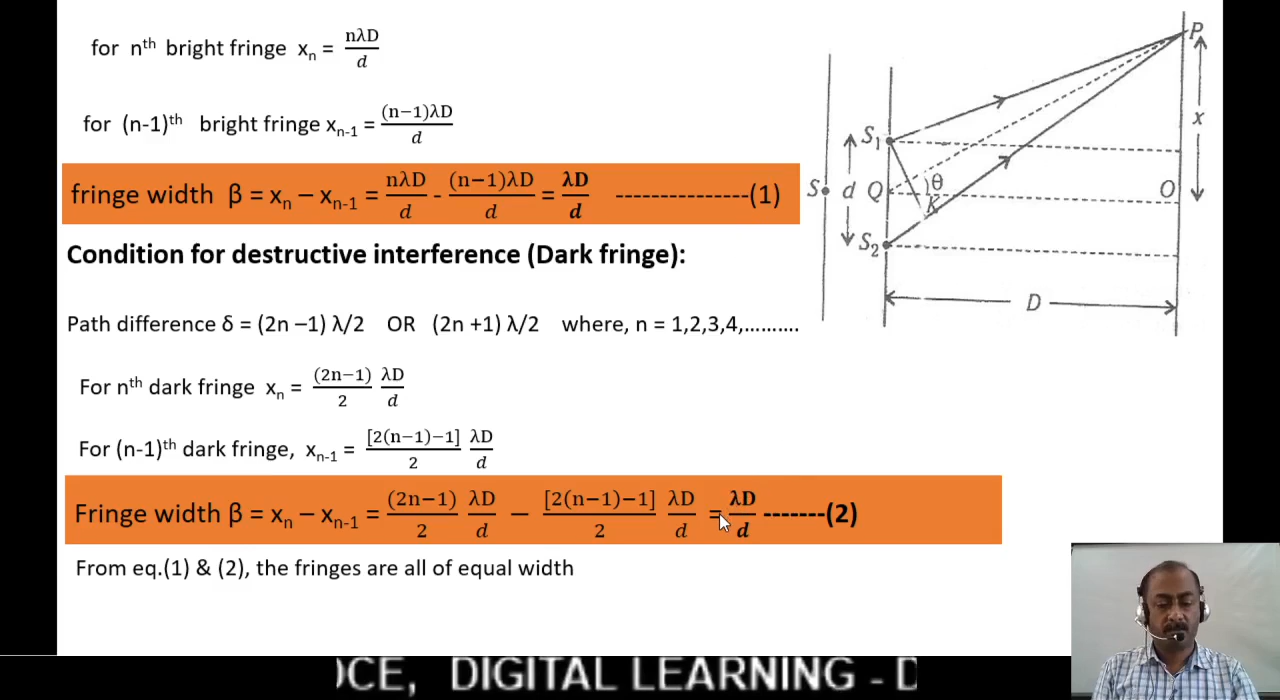 for nth bright fringe xn = nλD/d
for (n-1)th bright fringe xn-1 = (n−1)λD/d
fringe width β = xn − xn-1 = nλD/d - (n−1)λD/d = λD/d ---------------(1)
Condition for destructive interference (Dark fringe):
Path difference δ = (2n –1) λ/2 OR (2n +1) λ/2 where, n = 1,2,3,4,..........
For nth dark fringe xn = (2n−1)/2 λD/d
For (n-1)th dark fringe, xn-1 = [2(n−1)−1]/2 λD/d
Fringe width β = xn − xn-1 = (2n−1)/2 λD/d − [2(n−1)−1]/2 λD/d = λD/d -------(2)
From eq.(1) & (2), the fringes are all of equal width
P
x
S1
S
d
Q
θ
K
O
S2
D
CE, DIGITAL LEARNING - D